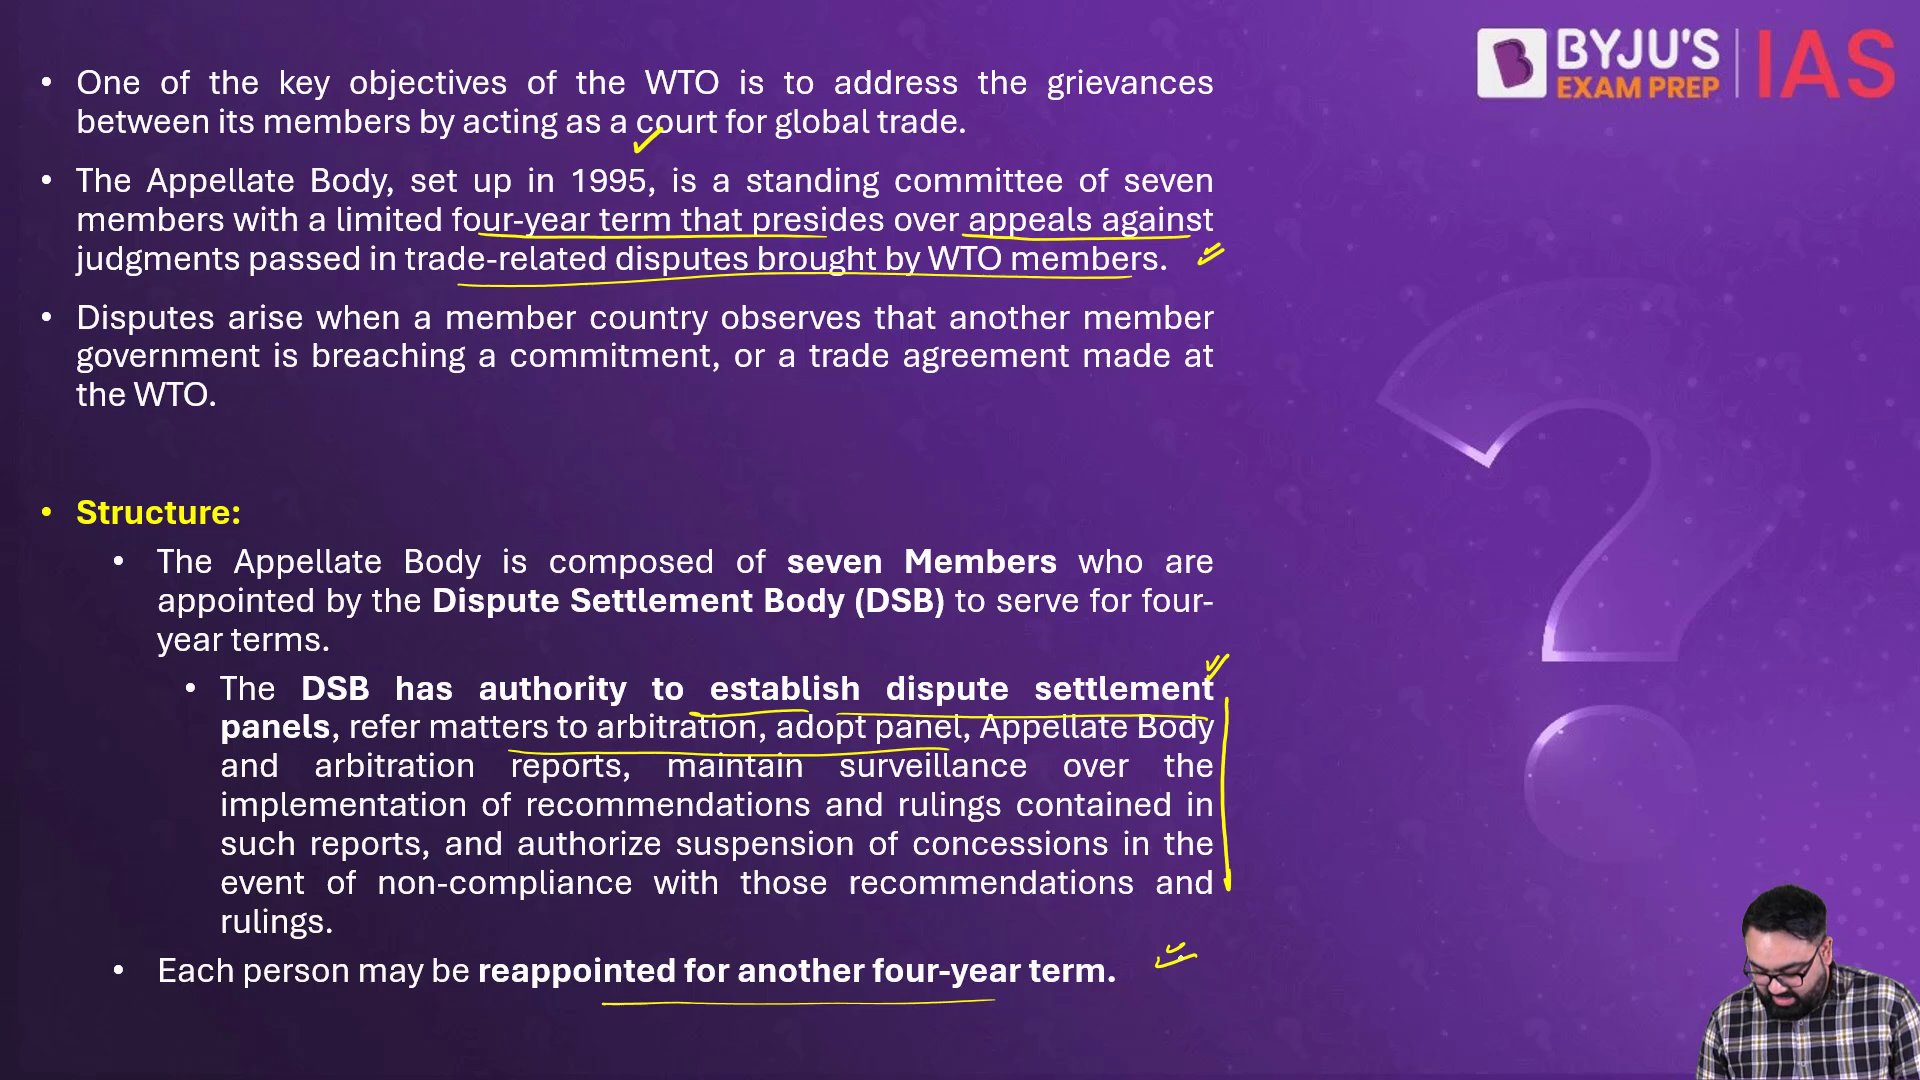 BYJU'S
EXAM PREP
IAS
• One of the key objectives of the WTO is to address the grievances
between its members by acting as a court for global trade.
• The Appellate Body, set up in 1995, is a standing committee of seven
members with a limited four-year term that presides over appeals against
judgments passed in trade-related disputes brought by WTO members.
• Disputes arise when a member country observes that another member
government is breaching a commitment, or a trade agreement made at
the WTO.
• Structure:
• The Appellate Body is composed of seven Members who are
appointed by the Dispute Settlement Body (DSB) to serve for four-
year terms.
• The DSB has authority to establish dispute settlement
panels, refer matters to arbitration, adopt panel, Appellate Body
and arbitration reports, maintain surveillance over the
implementation of recommendations and rulings contained in
such reports, and authorize suspension of concessions in the
event of non-compliance with those recommendations and
rulings.
• Each person may be reappointed for another four-year term.